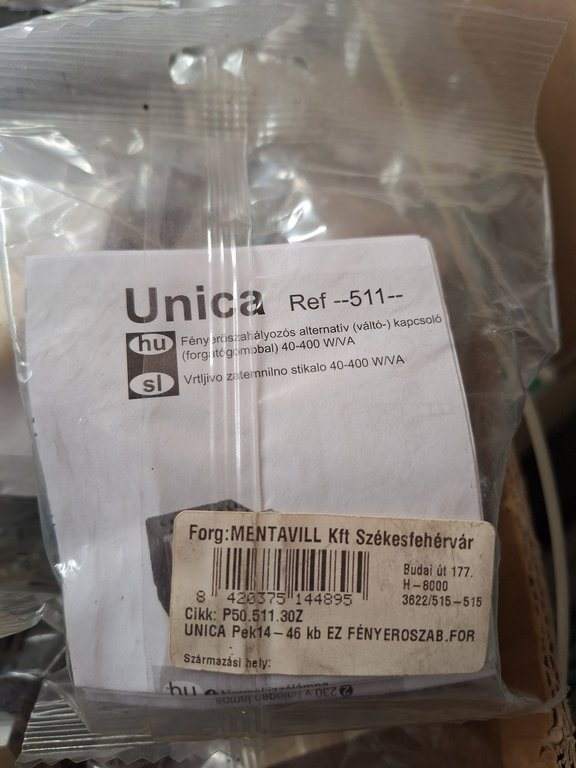 Unica Ref --511--
hu Fényerőszabályozós alternatív (váltó-) kapcsoló
(forgatógombbal) 40-400 W/VA
sl Vrtljivo zatemnilno stikalo 40-400 W/VA
Forg:MENTAVILL Kft Székesfehérvár
Budai út 177.
H-8000
3622/515-515
8 420375 144895
Cikk: P50.511.30Z
UNICA Pek14-46 kb EZ FÉNYEROSZAB.FOR
Származási hely:
hu
230 V